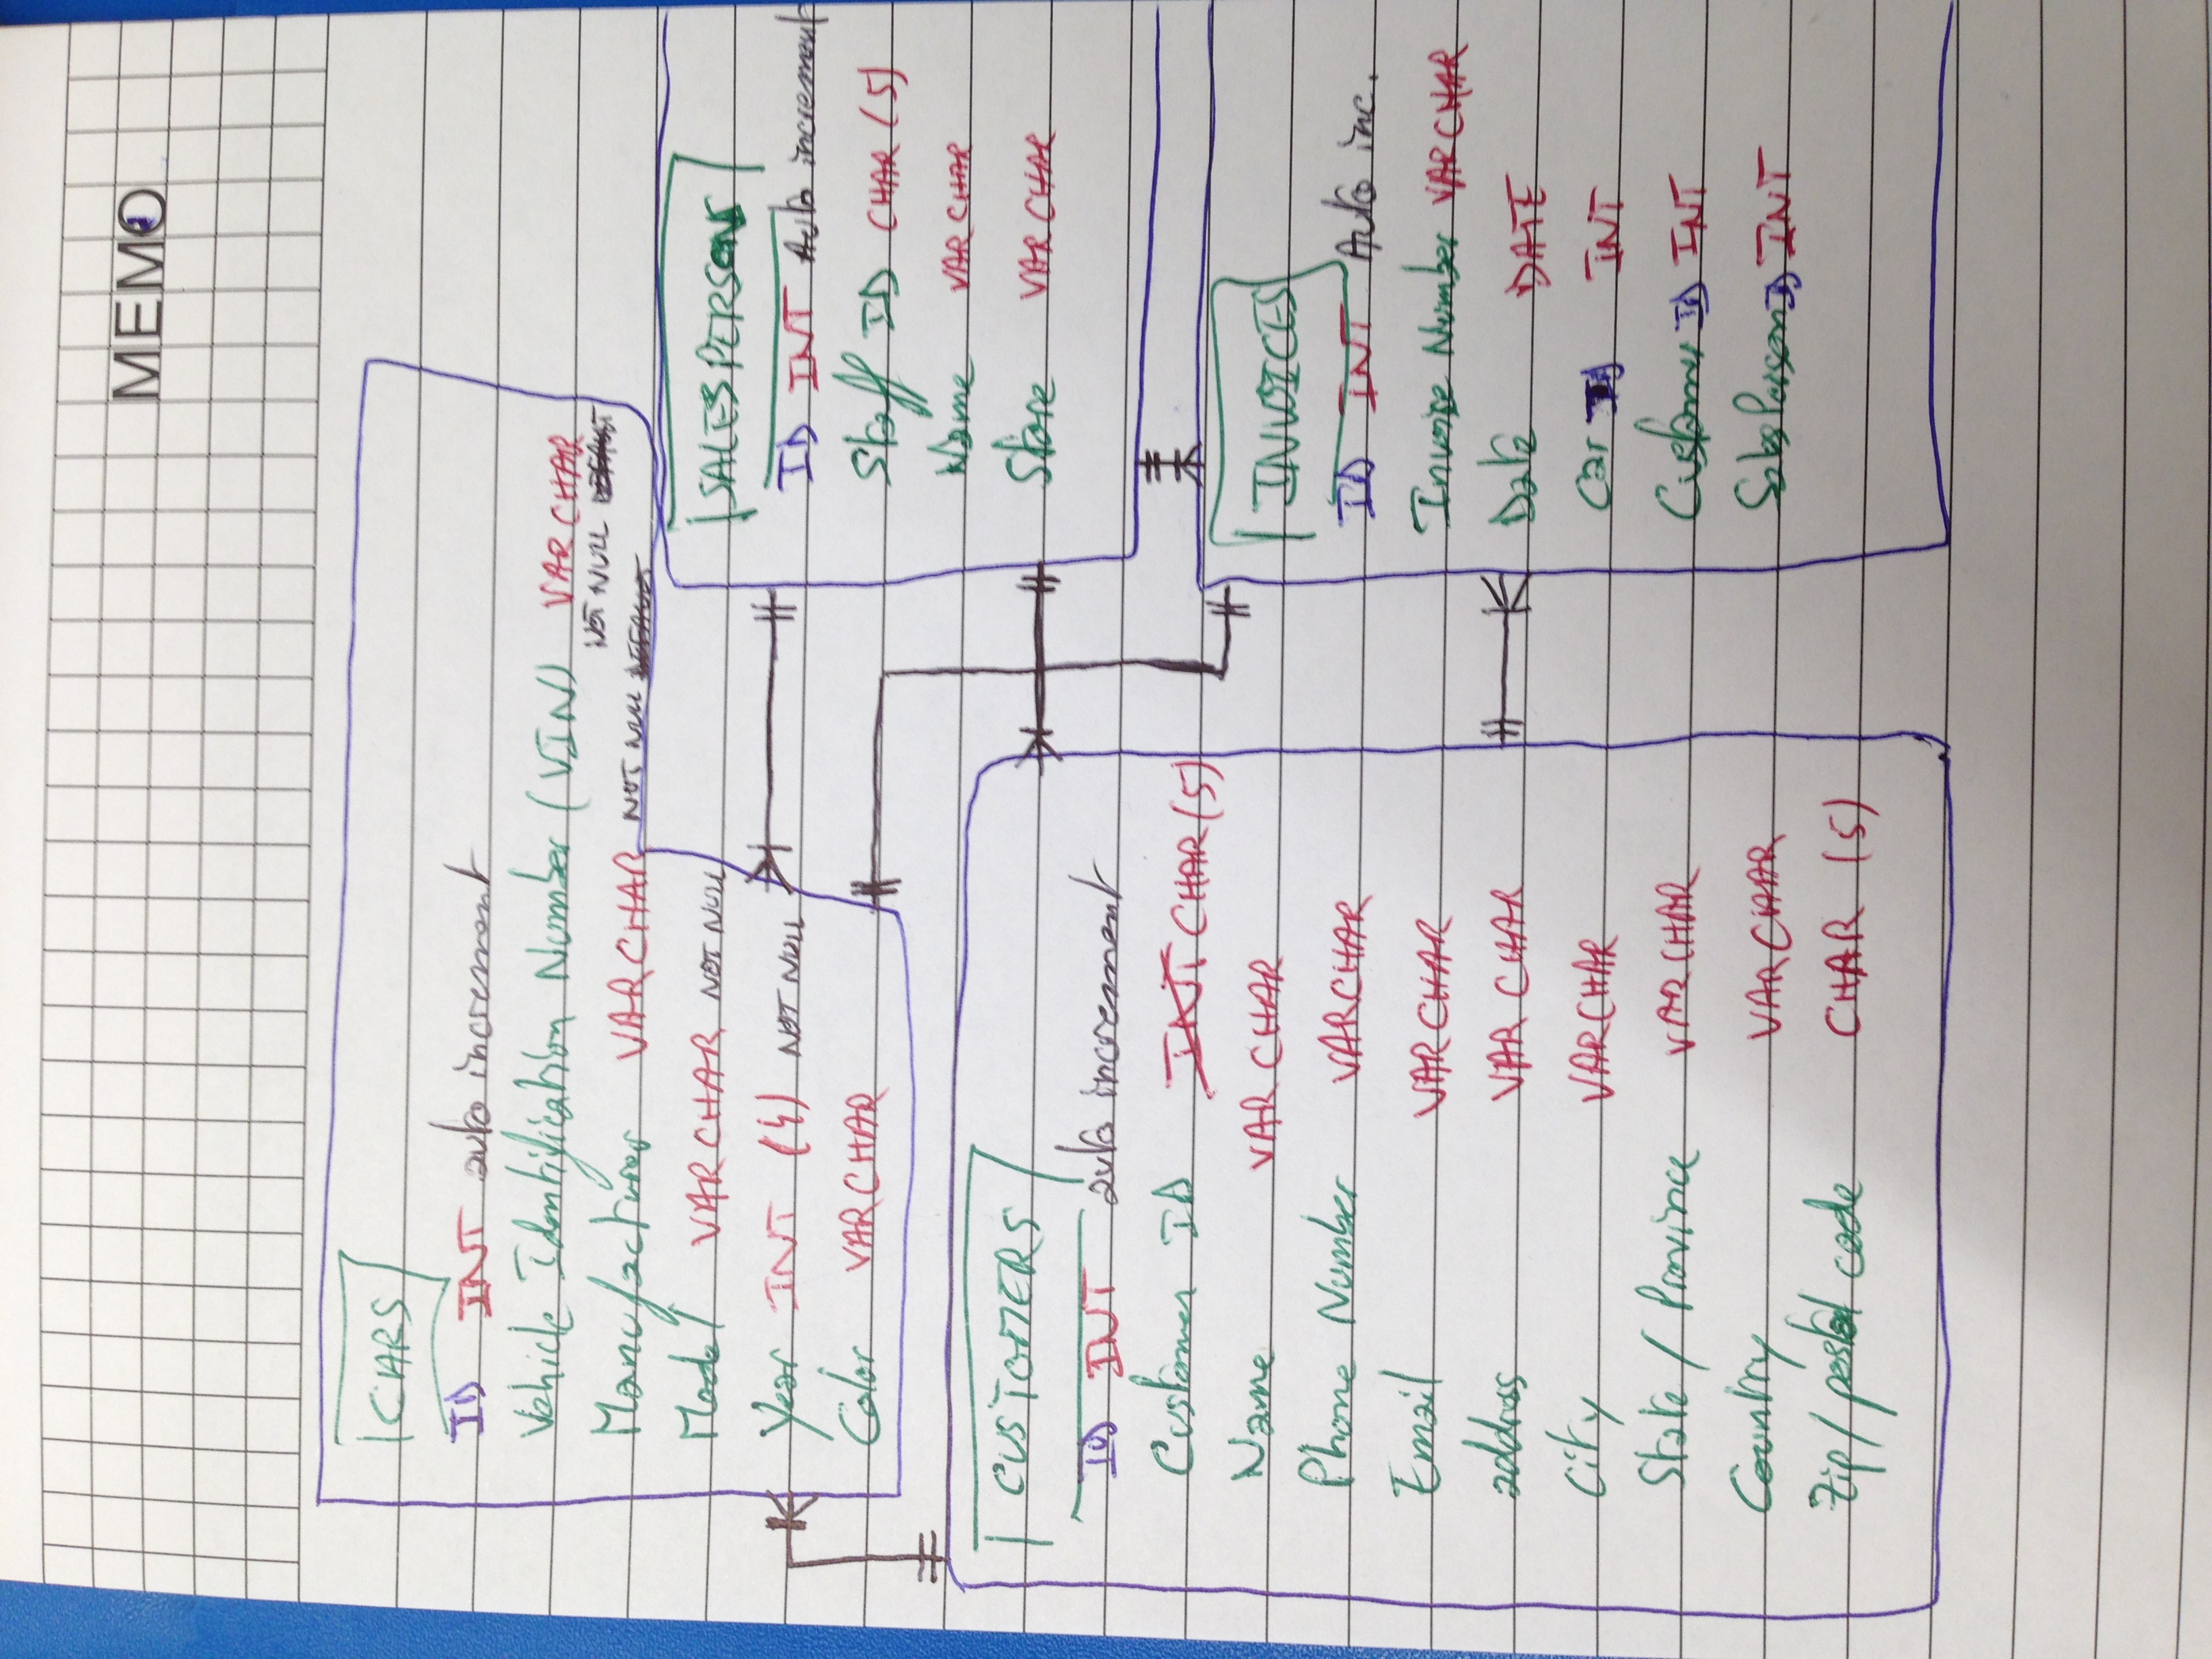 MEMO
CARS
ID INT auto increment
Vehicle Identification Number (VIN) VARCHAR
NOT NULL DEFAULT
Manufacturer VARCHAR NOT NULL DEFAULT
Model VARCHAR NOT NULL
Year INT (4) NOT NULL
Color VARCHAR
SALESPERSONS
ID INT Auto increment
Staff ID CHAR (5)
Name VARCHAR
Store VARCHAR
CUSTOMERS
ID INT auto increment
Customer ID INT CHAR (5)
Name VARCHAR
Phone Number VARCHAR
Email VARCHAR
address VARCHAR
City VARCHAR
State / Province VARCHAR
Country VARCHAR
Zip / postal code CHAR (5)
INVOICES
ID INT Auto inc.
Invoice Number VARCHAR
Date DATE
Car ID INT
Customer ID INT
SalesPerson ID INT